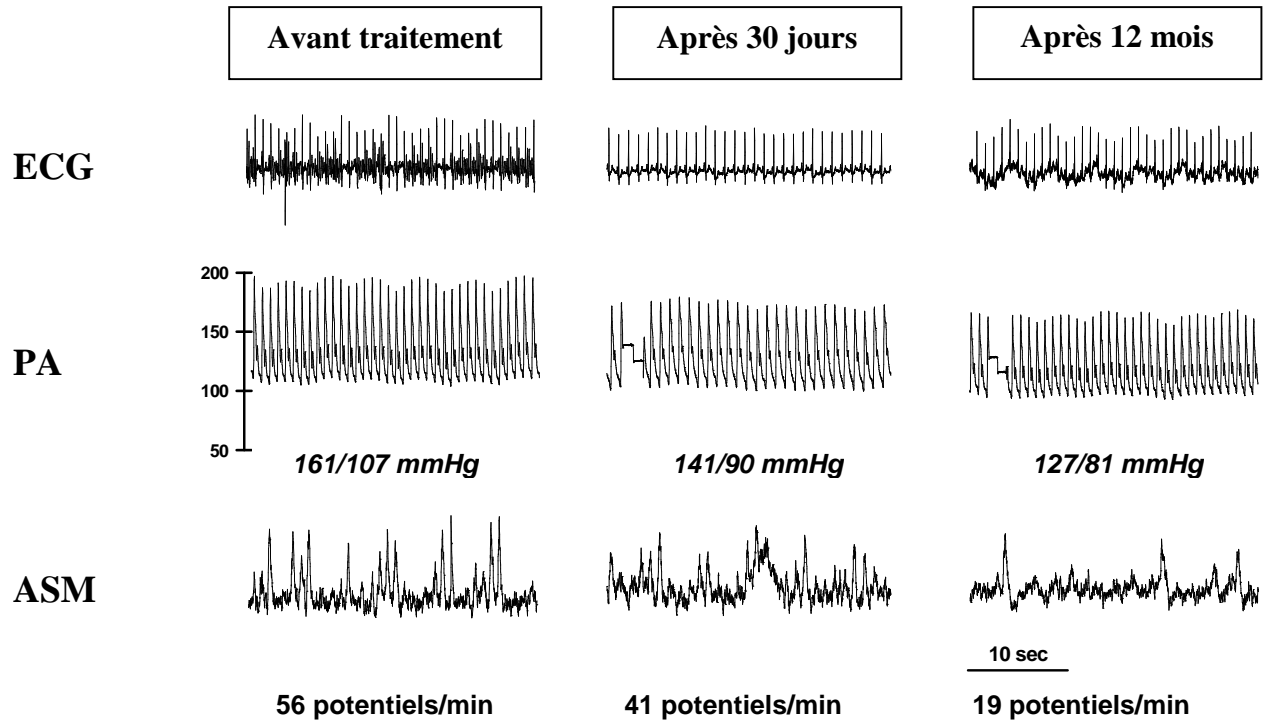 Avant traitement
Après 30 jours
Après 12 mois
ECG
200
150
PA
100
50
161/107 mmHg
141/90 mmHg
127/81 mmHg
ASM
10 sec
56 potentiels/min
41 potentiels/min
19 potentiels/min